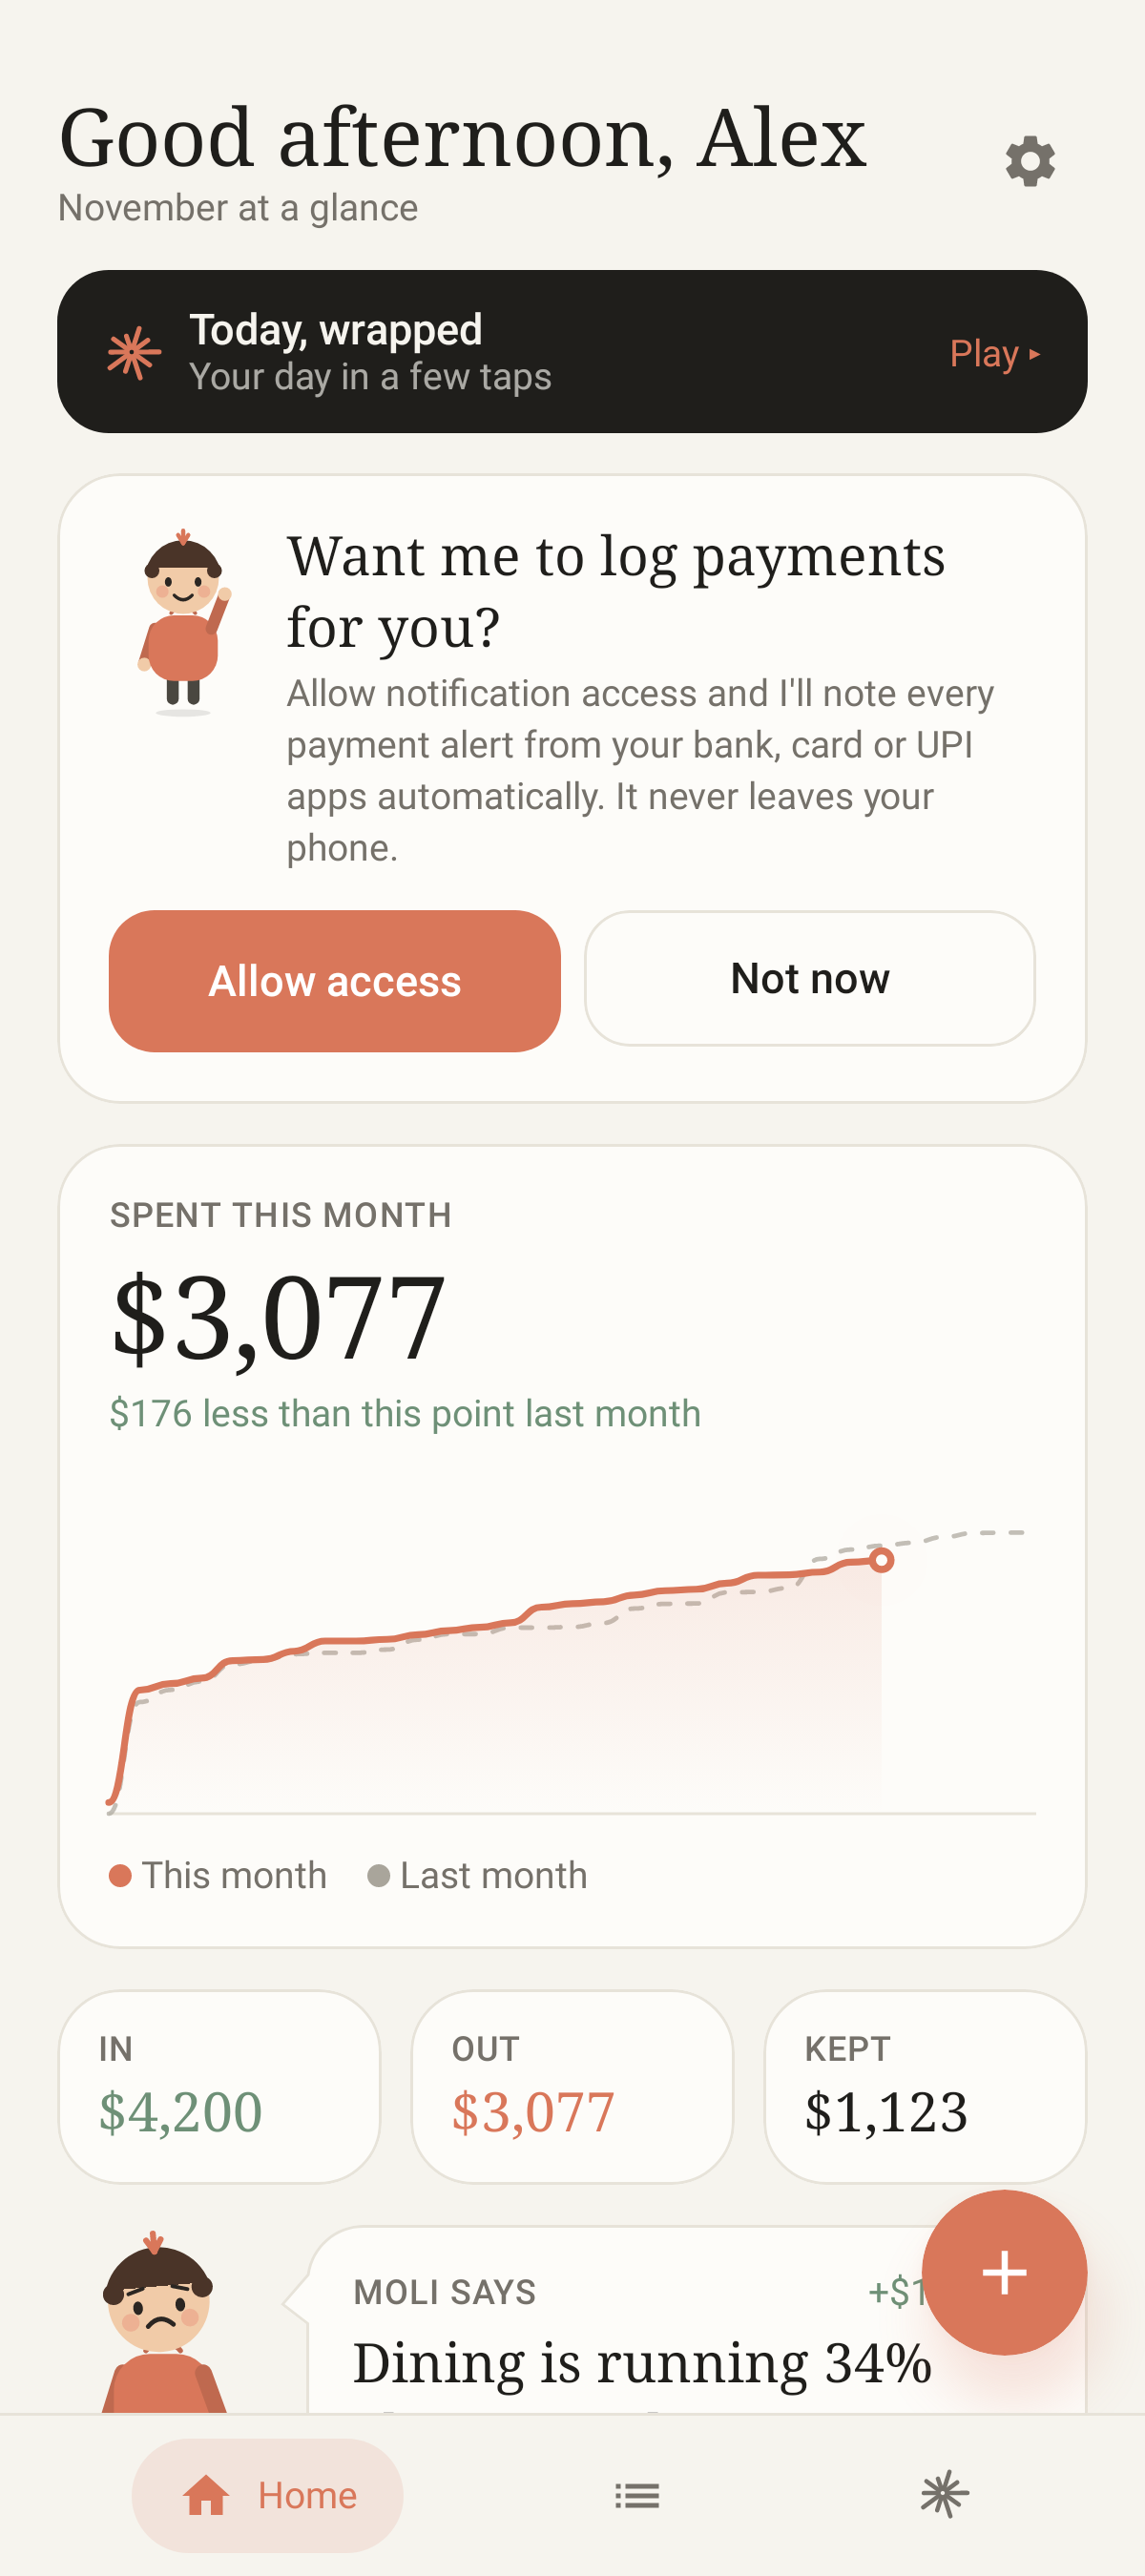 Good afternoon, Alex
November at a glance
Today, wrapped
Your day in a few taps
Play ▸
Want me to log payments
for you?
Allow notification access and I'll note every
payment alert from your bank, card or UPI
apps automatically. It never leaves your
phone.
Allow access
Not now
SPENT THIS MONTH
$3,077
$176 less than this point last month
This month
Last month
IN
$4,200
OUT
$3,077
KEPT
$1,123
MOLI SAYS
Dining is running 34%
Home